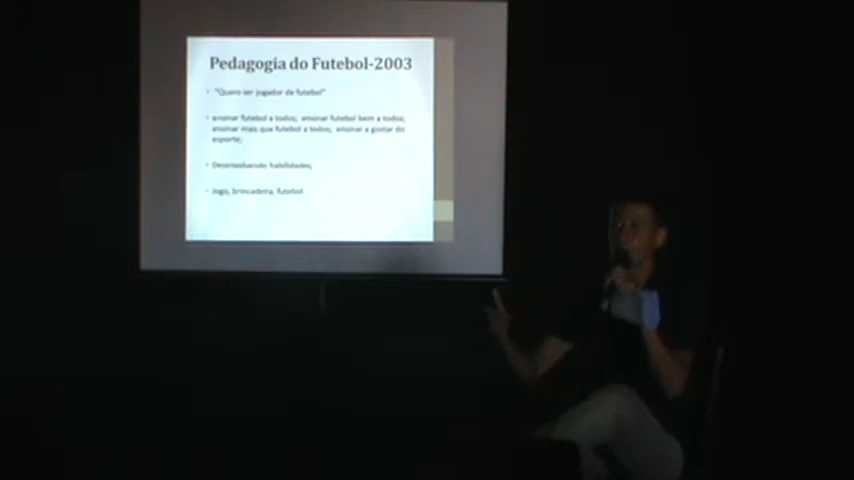 Pedagogia do Futebol-2003
• "Quero ser jogador de futebol"
• ensinar futebol a todos; ensinar futebol bem a todos;
ensinar mais que futebol a todos; ensinar a gostar do
esporte;
• Desenvolvendo habilidades;
• Jogo, brincadeira, futebol